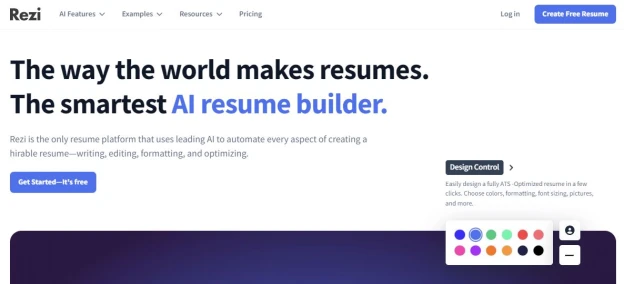 Rezi
AI Features
Examples
Resources
Pricing
Log in
Create Free Resume
The way the world makes resumes.
The smartest AI resume builder.
Rezi is the only resume platform that uses leading AI to automate every aspect of creating a
hirable resume—writing, editing, formatting, and optimizing.
Get Started—It's free
Design Control
Easily design a fully ATS -Optimized resume in a few
clicks. Choose colors, formatting, font sizing, pictures,
and more.